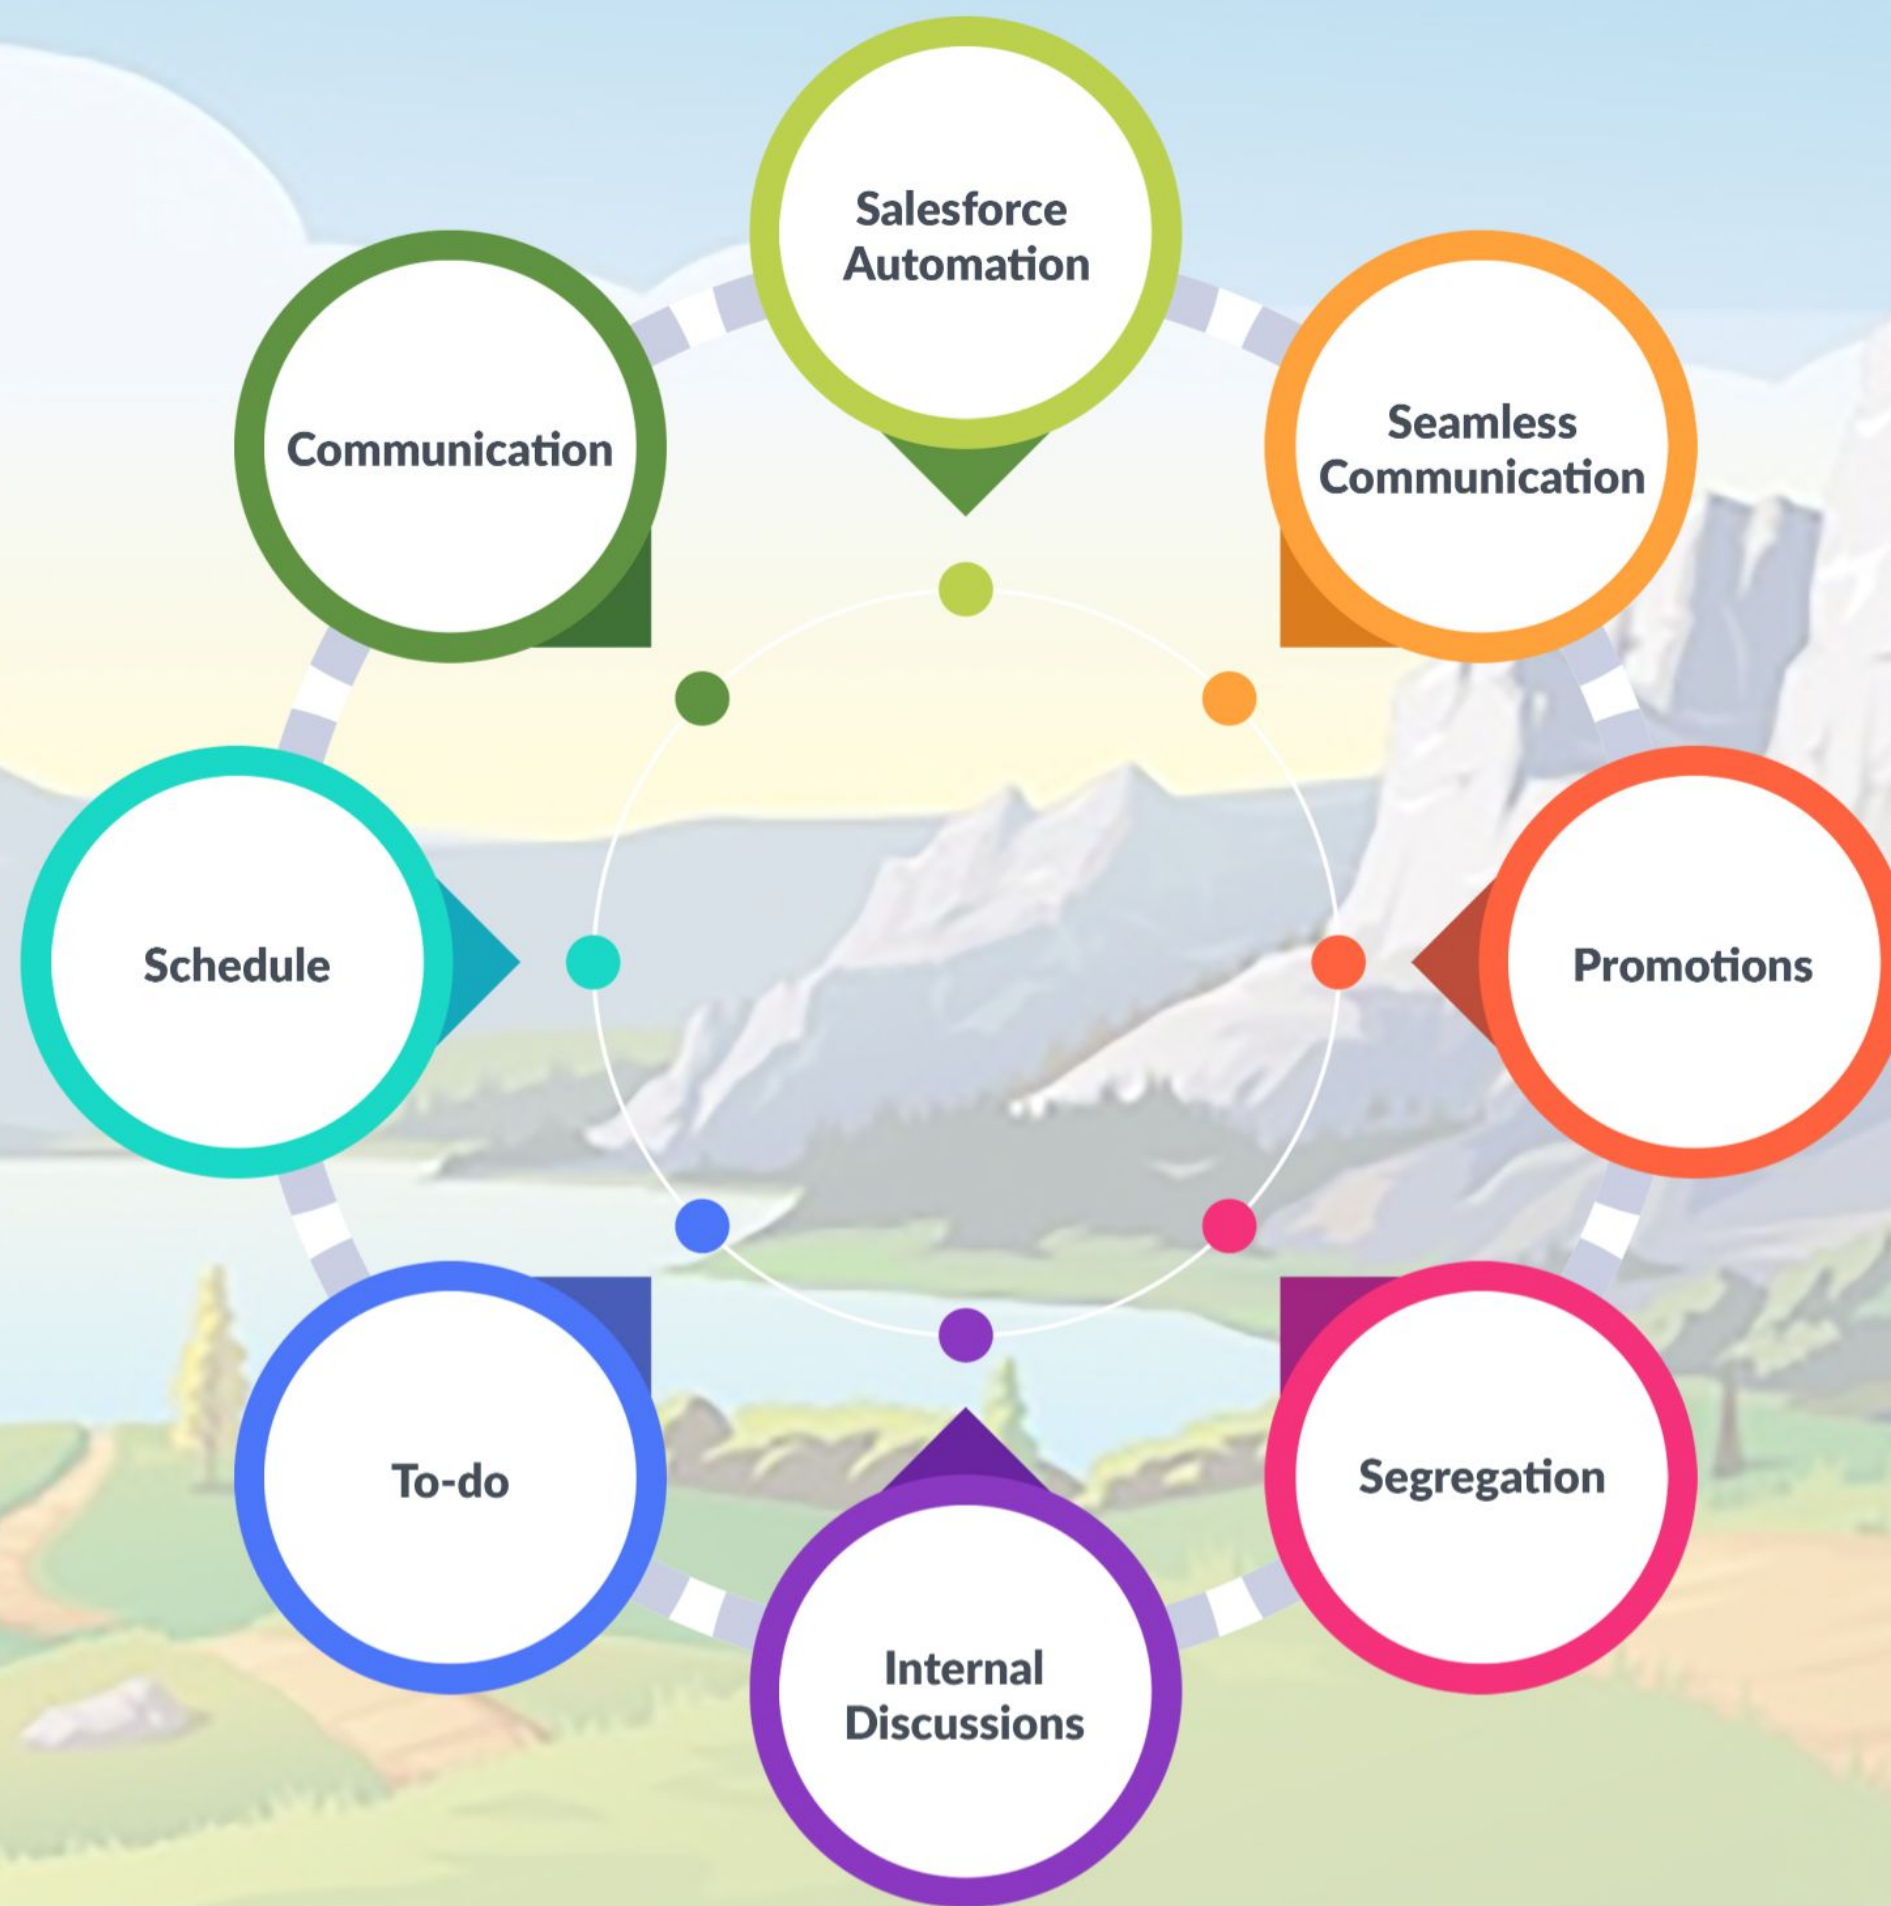 Salesforce
Automation
Seamless
Communication
Promotions
Segregation
Internal
Discussions
To-do
Schedule
Communication